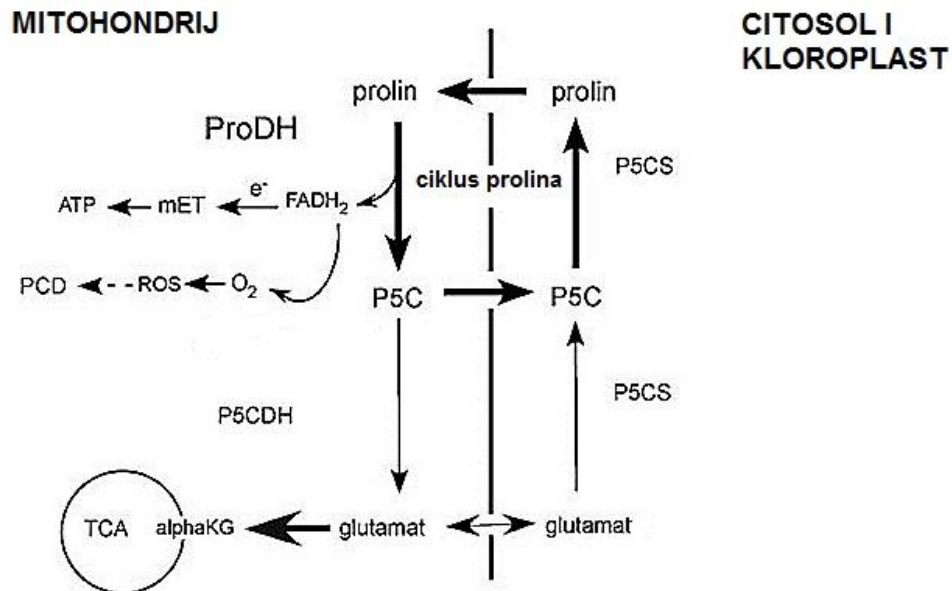 MITOHONDRIJ
CITOSOL I
KLOROPLAST
prolin
prolin
ProDH
P5CS
ciklus prolina
ATP
mET
e-
FADH2
PCD
ROS
O2
P5C
P5C
P5CDH
P5CS
TCA
alphaKG
glutamat
glutamat